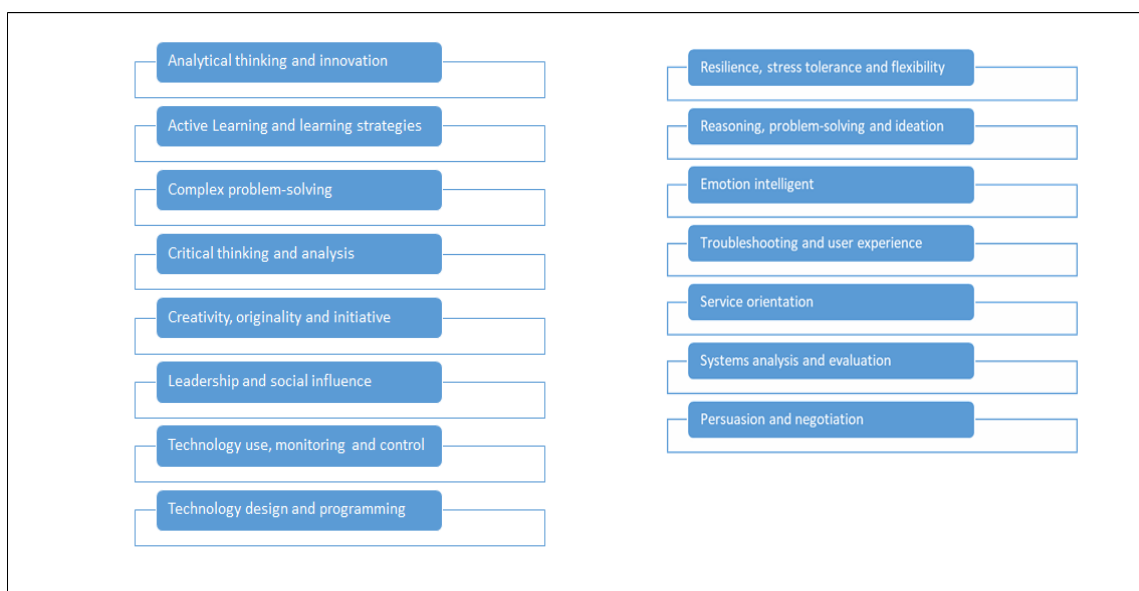 Analytical thinking and innovation
Active Learning and learning strategies
Complex problem-solving
Critical thinking and analysis
Creativity, originality and initiative
Leadership and social influence
Technology use, monitoring and control
Technology design and programming
Resilience, stress tolerance and flexibility
Reasoning, problem-solving and ideation
Emotion intelligent
Troubleshooting and user experience
Service orientation
Systems analysis and evaluation
Persuasion and negotiation